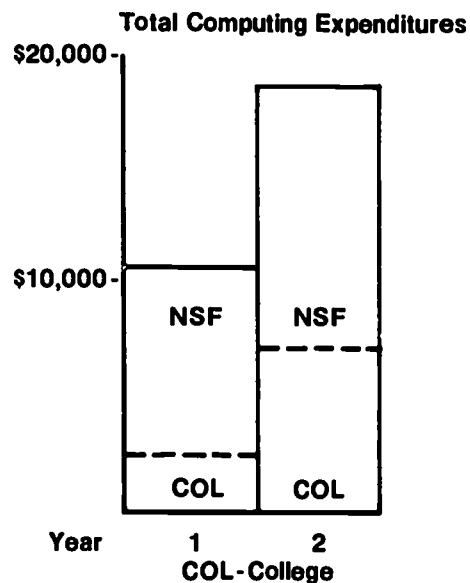 Total Computing Expenditures
$20,000
$10,000
NSF NSF
COL COL
Year 1 2
COL-College